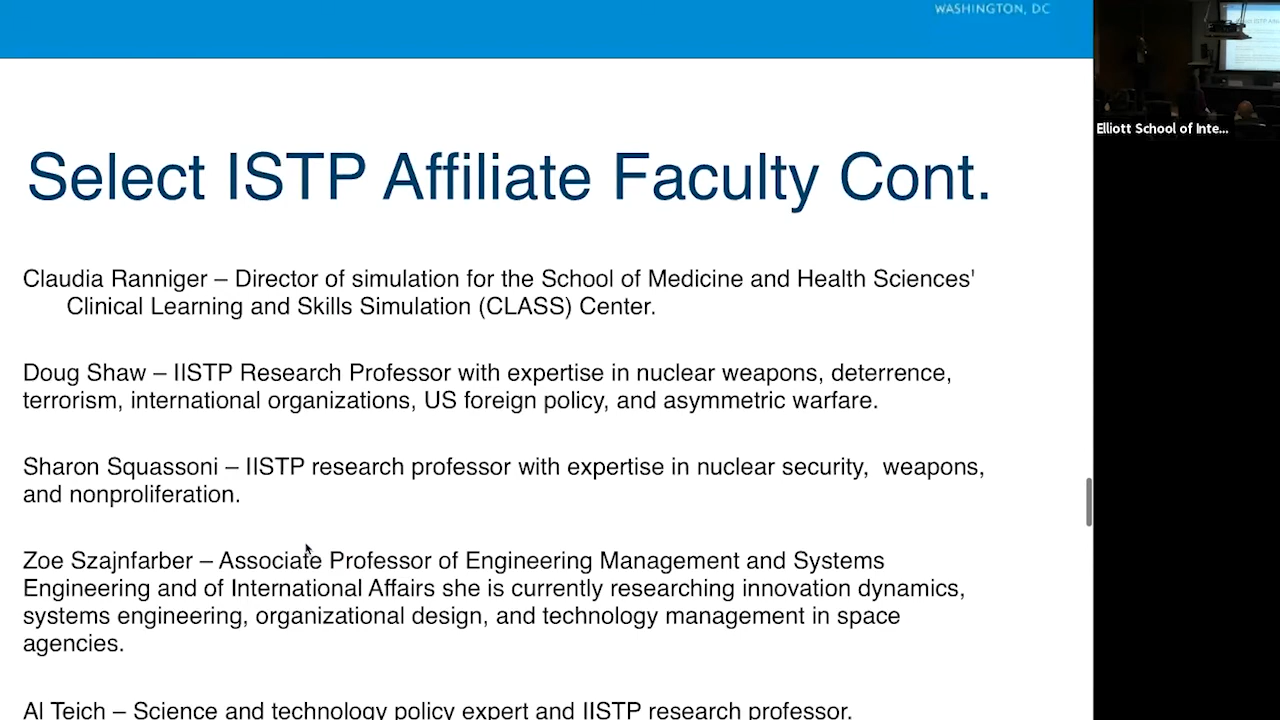 WASHINGTON, DC
Select ISTP Affiliate Faculty Cont.
Claudia Ranniger – Director of simulation for the School of Medicine and Health Sciences'
Clinical Learning and Skills Simulation (CLASS) Center.
Doug Shaw – IISTP Research Professor with expertise in nuclear weapons, deterrence,
terrorism, international organizations, US foreign policy, and asymmetric warfare.
Sharon Squassoni – IISTP research professor with expertise in nuclear security,  weapons,
and nonproliferation.
Zoe Szajnfarber – Associate Professor of Engineering Management and Systems
Engineering and of International Affairs she is currently researching innovation dynamics,
systems engineering, organizational design, and technology management in space
agencies.
Al Teich – Science and technology policy expert and IISTP research professor.
Elliott School of Inte...